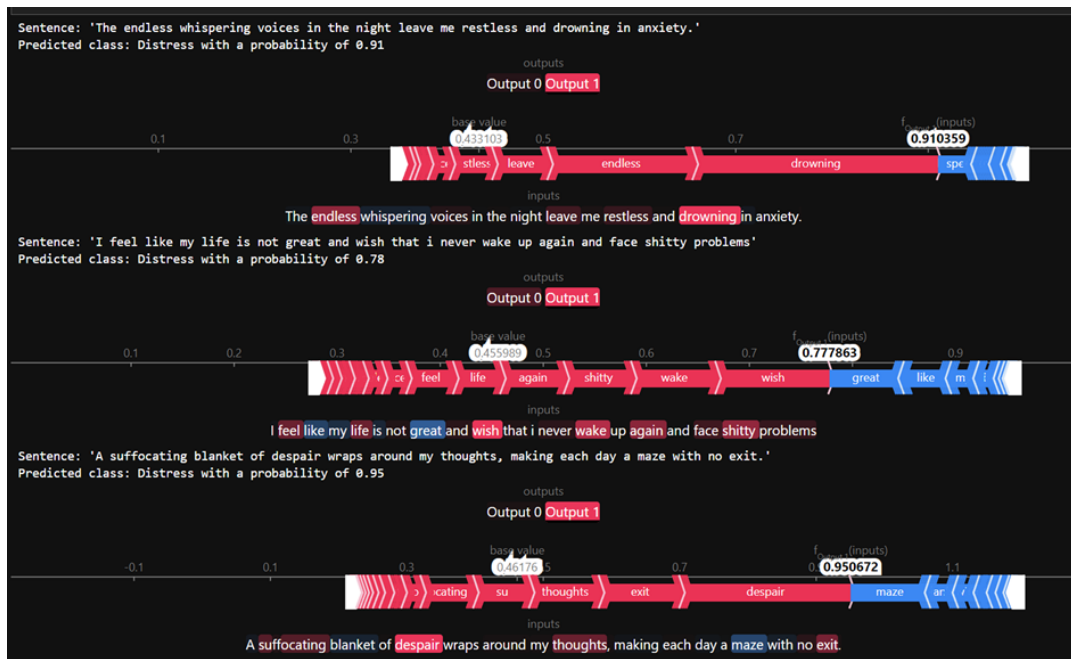 Sentence: 'The endless whispering voices in the night leave me restless and drowning in anxiety.'
Predicted class: Distress with a probability of 0.91
outputs
Output 0 Output 1
base value (inputs)
0.1 0.3 0.433103 0.5 0.7 0.910359
stless leave endless drowning spe
inputs
The endless whispering voices in the night leave me restless and drowning in anxiety.
Sentence: 'I feel like my life is not great and wish that i never wake up again and face shitty problems'
Predicted class: Distress with a probability of 0.78
outputs
Output 0 Output 1
base value (inputs)
0.1 0.2 0.3 0.4 0.455989 0.5 0.6 0.7 0.777863 0.9
ce feel life again shitty wake wish great like m
inputs
I feel like my life is not great and wish that i never wake up again and face shitty problems
Sentence: 'A suffocating blanket of despair wraps around my thoughts, making each day a maze with no exit.'
Predicted class: Distress with a probability of 0.95
outputs
Output 0 Output 1
base value (inputs)
-0.1 0.1 0.3 0.46176 0.7 0.950672 1.1
cating su thoughts exit despair maze
inputs
A suffocating blanket of despair wraps around my thoughts, making each day a maze with no exit.